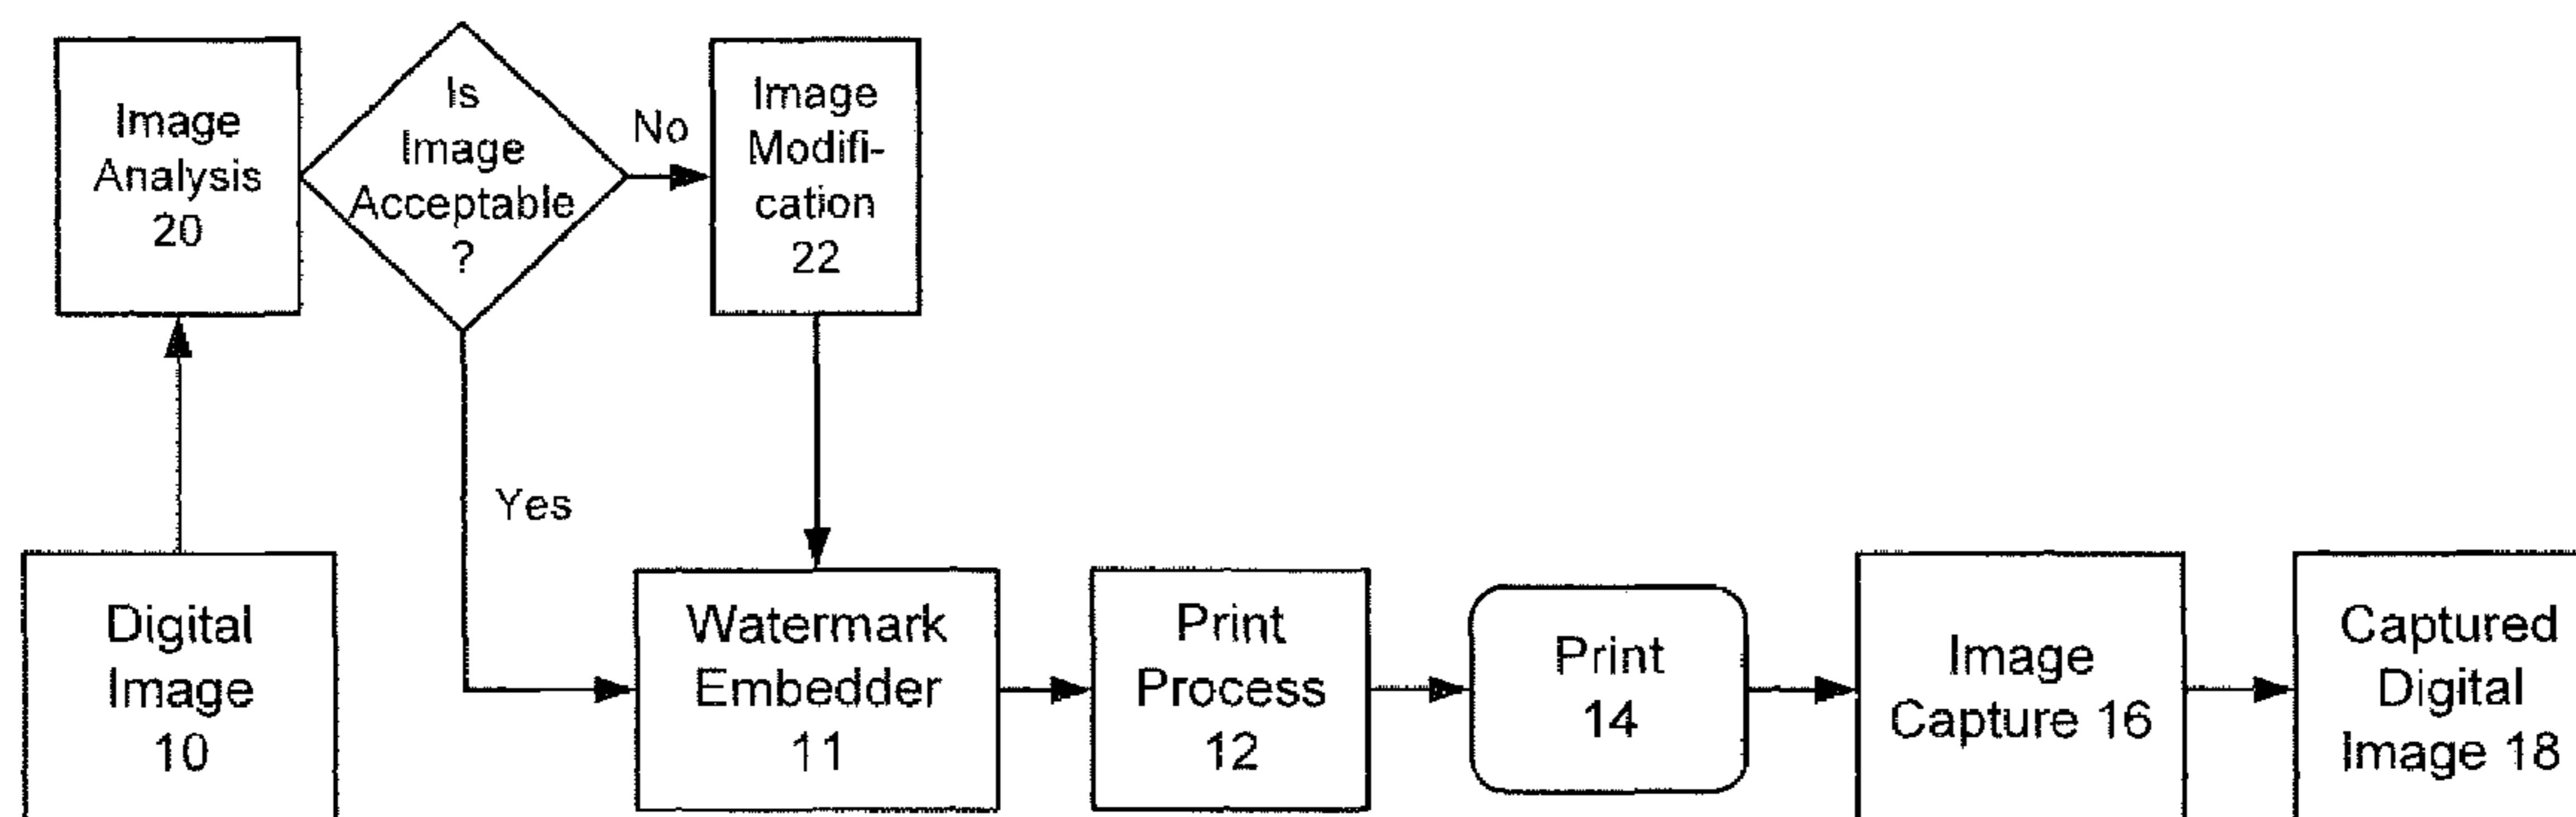 Image
Analysis
20
Is
Image
Acceptable
?
No
Image
Modifi-
cation
22
Yes
Digital
Image
10
Watermark
Embedder
11
Print
Process
12
Print
14
Image
Capture 16
Captured
Digital
Image 18